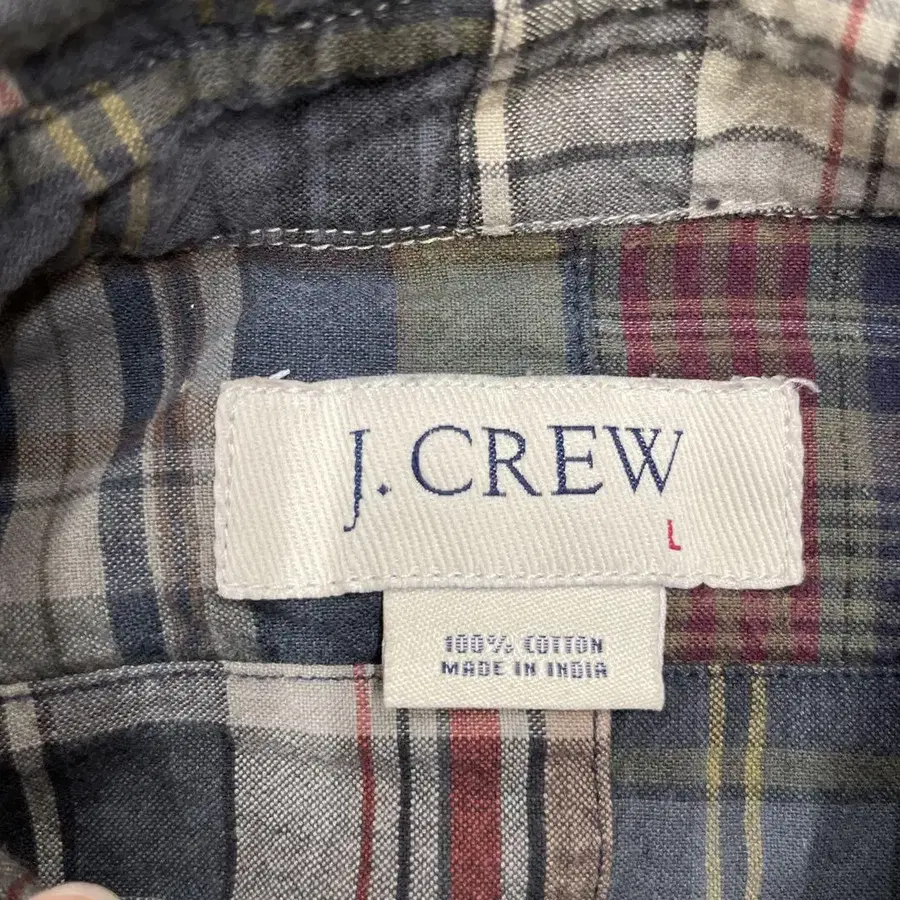 J.CREW
L
100% COTTON
MADE IN INDIA